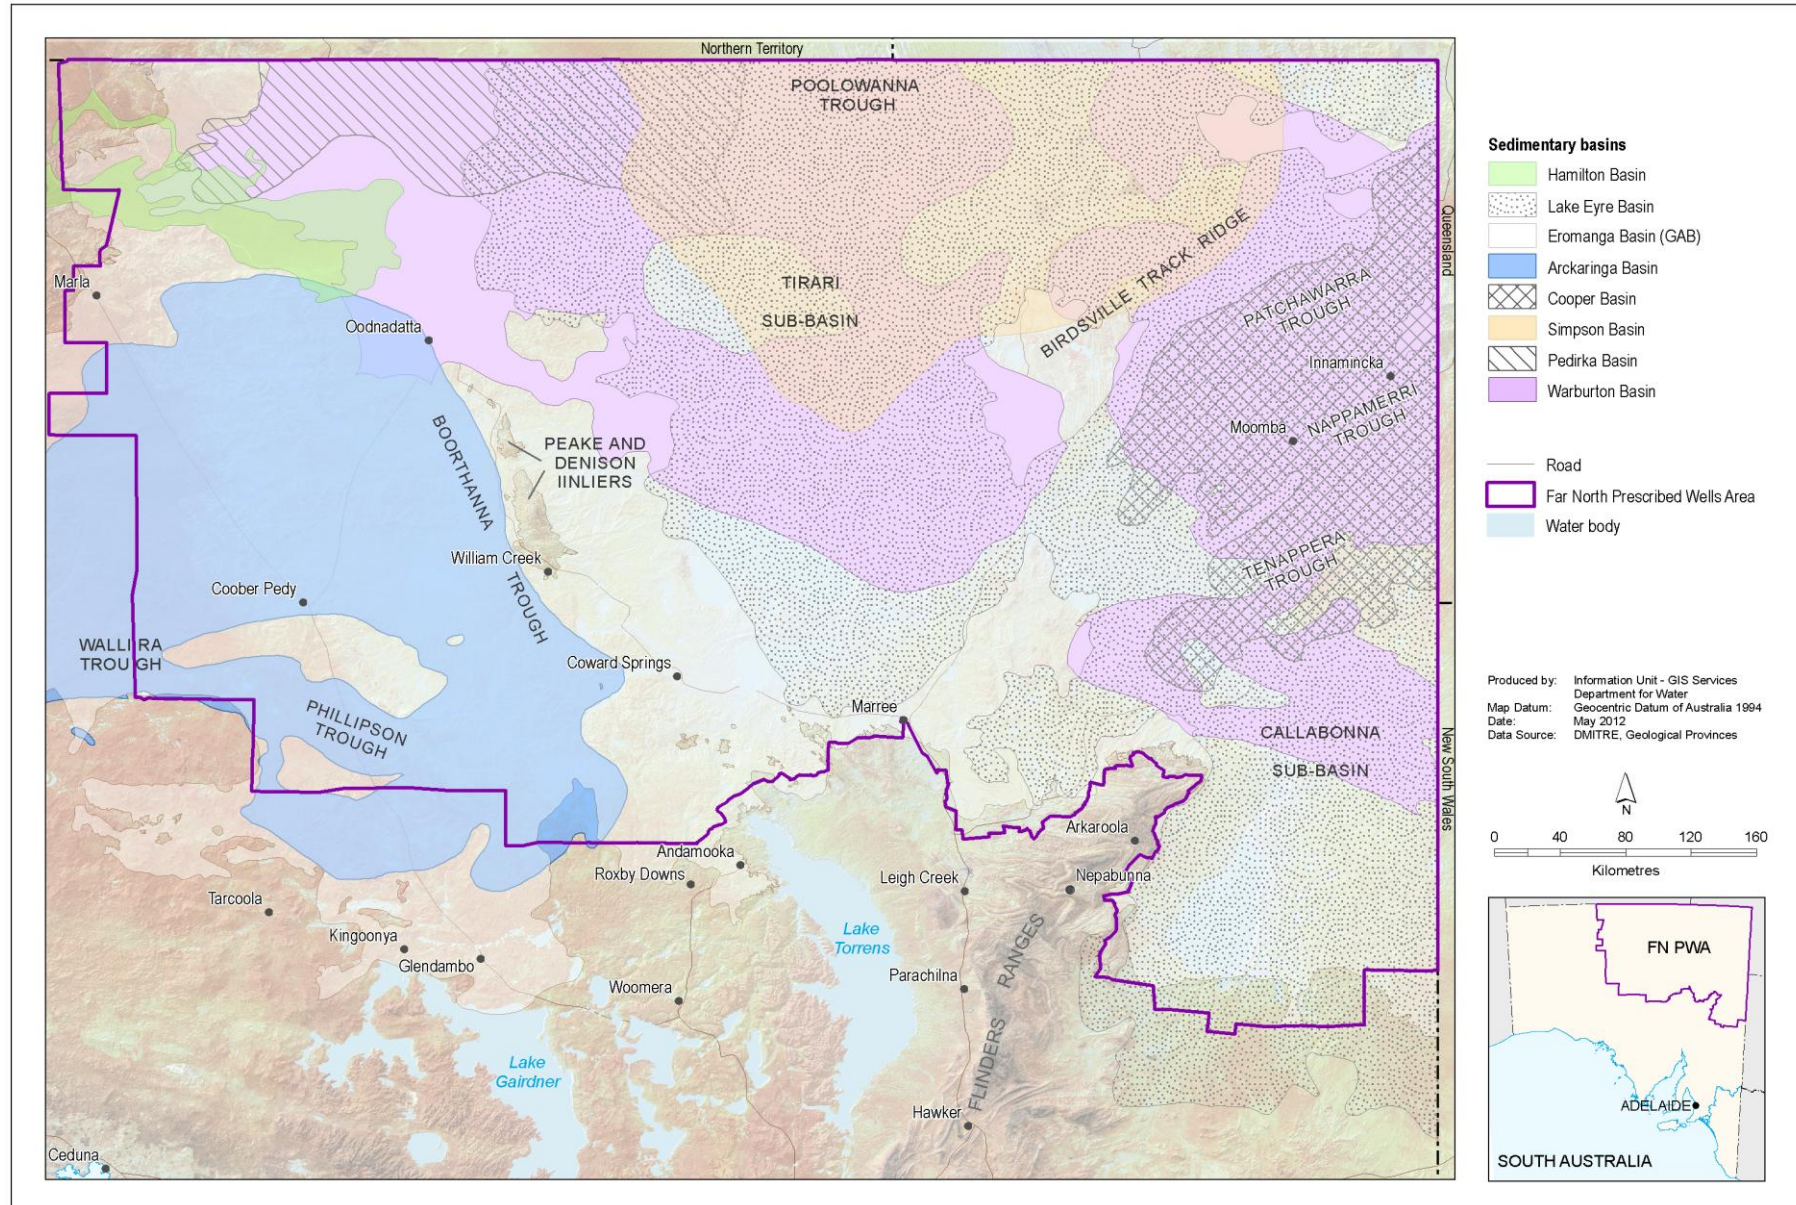 Northern Territory
POOLOWANNA
TROUGH
Queensland
BIRDSVILLE TRACK RIDGE
TIRARI
SUB-BASIN
Marla
PATCHAWARRA
TROUGH
Oodnadatta
Innamincka
NAPPAMERRI
TROUGH
Moomba
BOORTHANNA
TROUGH
PEAKE AND
DENISON
IINLIERS
William Creek
TENAPPERA
TROUGH
Coober Pedy
WALLIRA
TROUGH
Coward Springs
Marree
PHILLIPSON
TROUGH
CALLABONNA
SUB-BASIN
New South Wales
Arkaroola
Andamooka
Roxby Downs
Leigh Creek
Nepabunna
Tarcoola
Kingoonya
Glendambo
Lake
Torrens
Woomera
Parachilna
FLINDERS RANGES
Lake
Gairdner
Hawker
Ceduna
Sedimentary basins
Hamilton Basin
Lake Eyre Basin
Eromanga Basin (GAB)
Arckaringa Basin
Cooper Basin
Simpson Basin
Pedirka Basin
Warburton Basin
Road
Far North Prescribed Wells Area
Water body
Produced by: Information Unit - GIS Services
Department for Water
Map Datum: Geocentric Datum of Australia 1994
Date: May 2012
Data Source: DMITRE, Geological Provinces
N
0 40 80 120 160
Kilometres
FN PWA
ADELAIDE
SOUTH AUSTRALIA